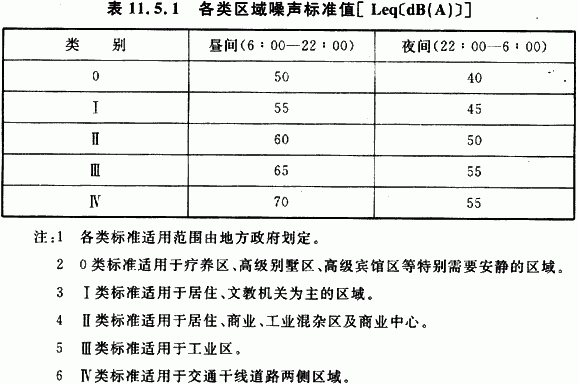 表 11.5.1 各类区域噪声标准值[ Leq〔dB(A)〕]
类 别 昼间(6:00—22:00) 夜间(22:00—6:00)
0 50 40
Ⅰ 55 45
Ⅱ 60 50
Ⅲ 65 55
Ⅳ 70 55
注:1 各类标准适用范围由地方政府划定。
2 0类标准适用于疗养区、高级别墅区、高级宾馆区等特别需要安静的区域。
3 Ⅰ类标准适用于居住、文教机关为主的区域。
4 Ⅱ类标准适用于居住、商业、工业混杂区及商业中心。
5 Ⅲ类标准适用于工业区。
6 Ⅳ类标准适用于交通干线道路两侧区域。